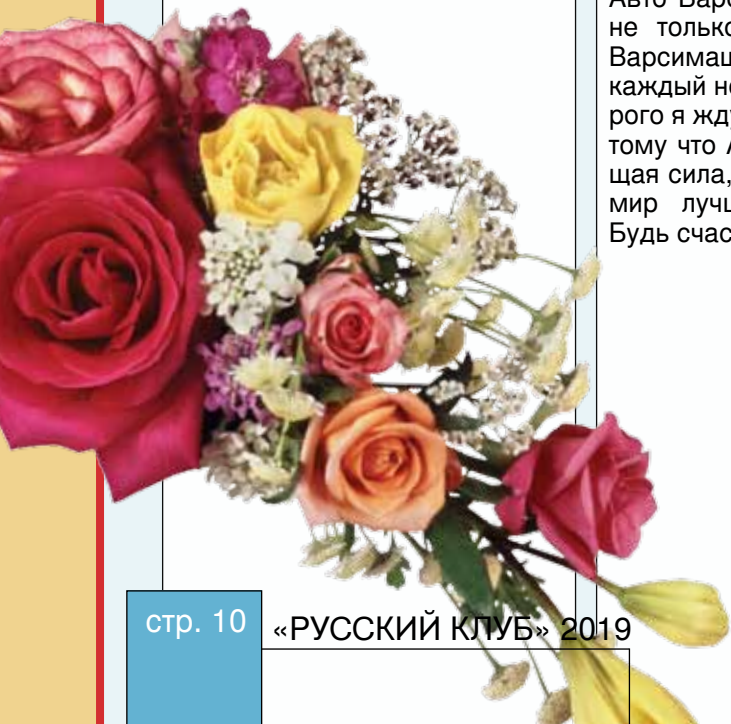 Авто Варс
не только
Варсимаш
каждый не
рого я жду
тому что А
щая сила,
мир лучш
Будь счас
стр. 10
«РУССКИЙ КЛУБ» 2019